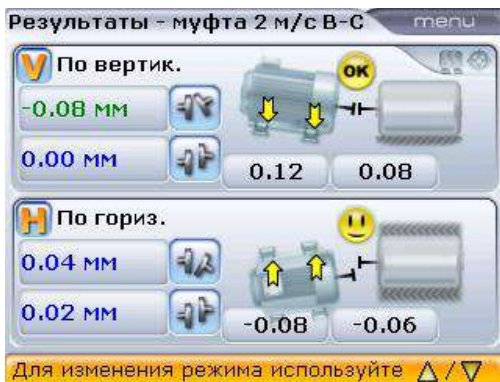 Результаты - муфта 2 м/с B-C menu
V По вертик.
OK
-0.08 мм
0.00 мм
0.12 0.08
H По гориз.
0.04 мм
0.02 мм
-0.08 -0.06
Для изменения режима используйте △/▽